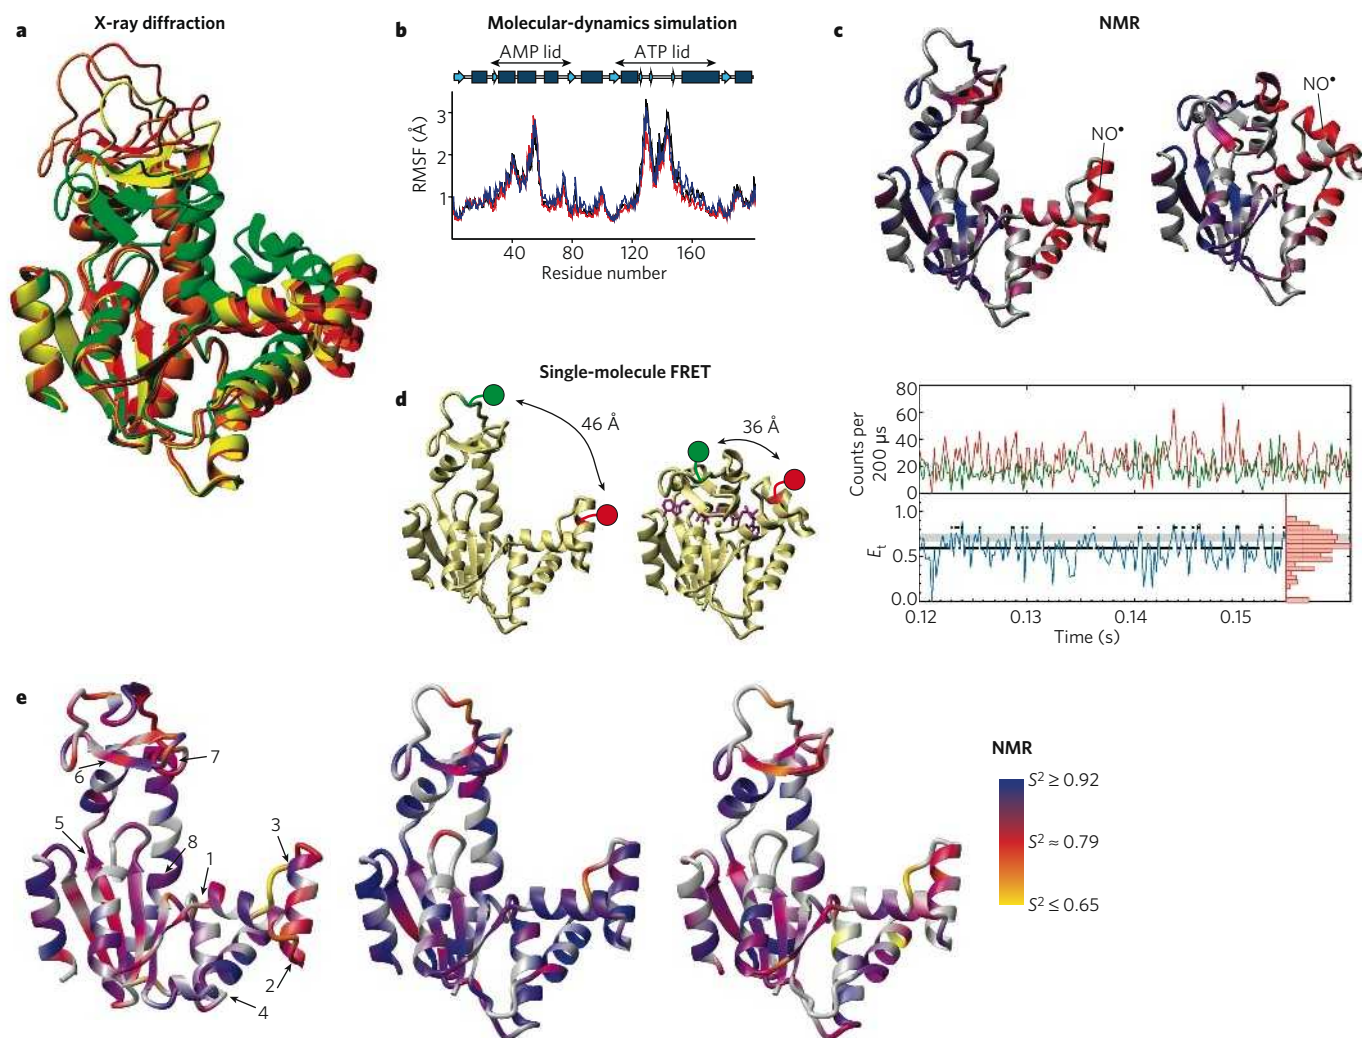 a
X-ray diffraction
b
Molecular-dynamics simulation
AMP lid
ATP lid
RMSF (Å)
3
2
1
40
80
120
160
Residue number
c
NMR
NO•
NO•
d
Single-molecule FRET
46 Å
36 Å
Counts per
200 µs
80
60
40
20
0
Et
1.0
0.5
0.0
0.12
0.13
0.14
0.15
Time (s)
e
6
7
5
8
1
3
2
4
NMR
S² ≥ 0.92
S² ≈ 0.79
S² ≤ 0.65